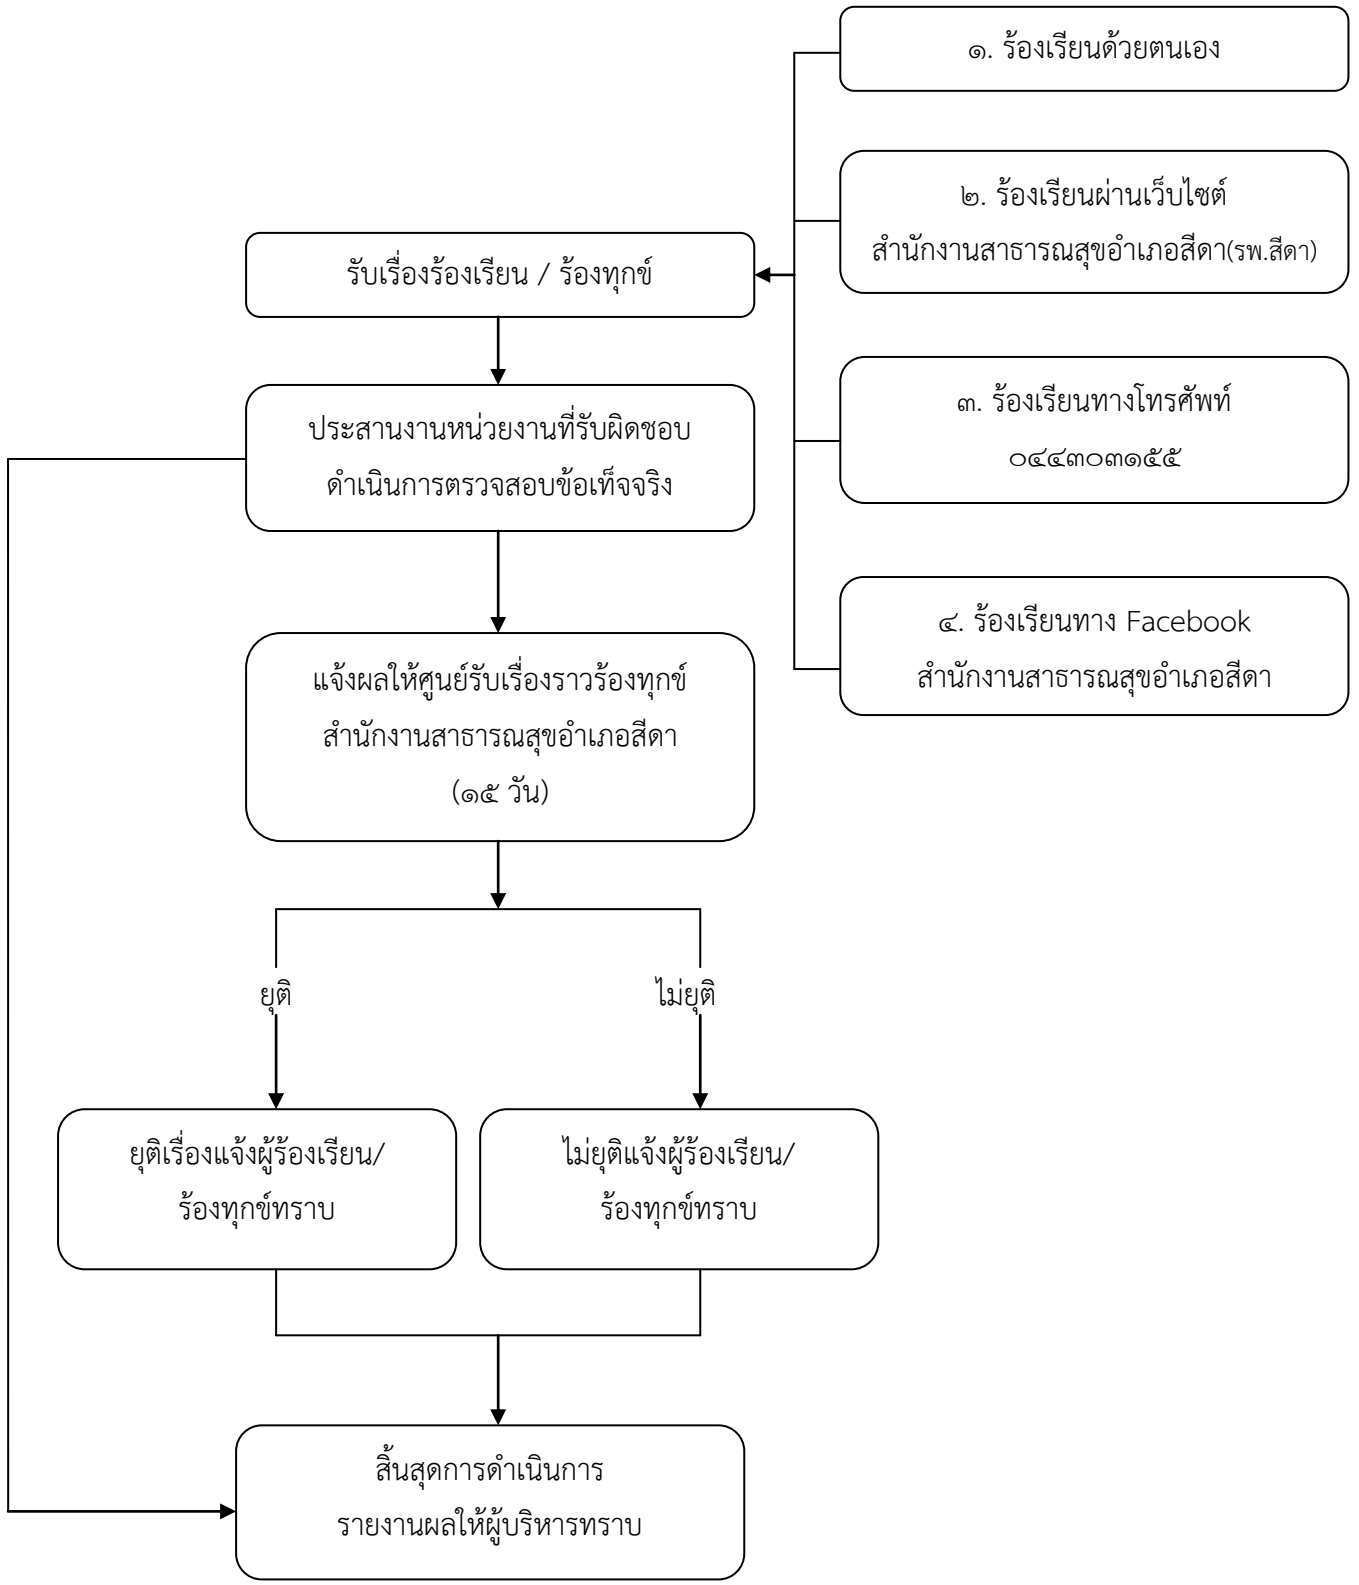 ๑. ร้องเรียนด้วยตนเอง
๒. ร้องเรียนผ่านเว็บไซต์
สำนักงานสาธารณสุขอำเภอสีดา(รพ.สีดา)
รับเรื่องร้องเรียน / ร้องทุกข์
๓. ร้องเรียนทางโทรศัพท์
๐๔๔๓๐๓๑๕๕
ประสานงานหน่วยงานที่รับผิดชอบ
ดำเนินการตรวจสอบข้อเท็จจริง
๔. ร้องเรียนทาง Facebook
สำนักงานสาธารณสุขอำเภอสีดา
แจ้งผลให้ศูนย์รับเรื่องราวร้องทุกข์
สำนักงานสาธารณสุขอำเภอสีดา
(๑๕ วัน)
ยุติ
ไม่ยุติ
ยุติเรื่องแจ้งผู้ร้องเรียน/
ร้องทุกข์ทราบ
ไม่ยุติแจ้งผู้ร้องเรียน/
ร้องทุกข์ทราบ
สิ้นสุดการดำเนินการ
รายงานผลให้ผู้บริหารทราบ